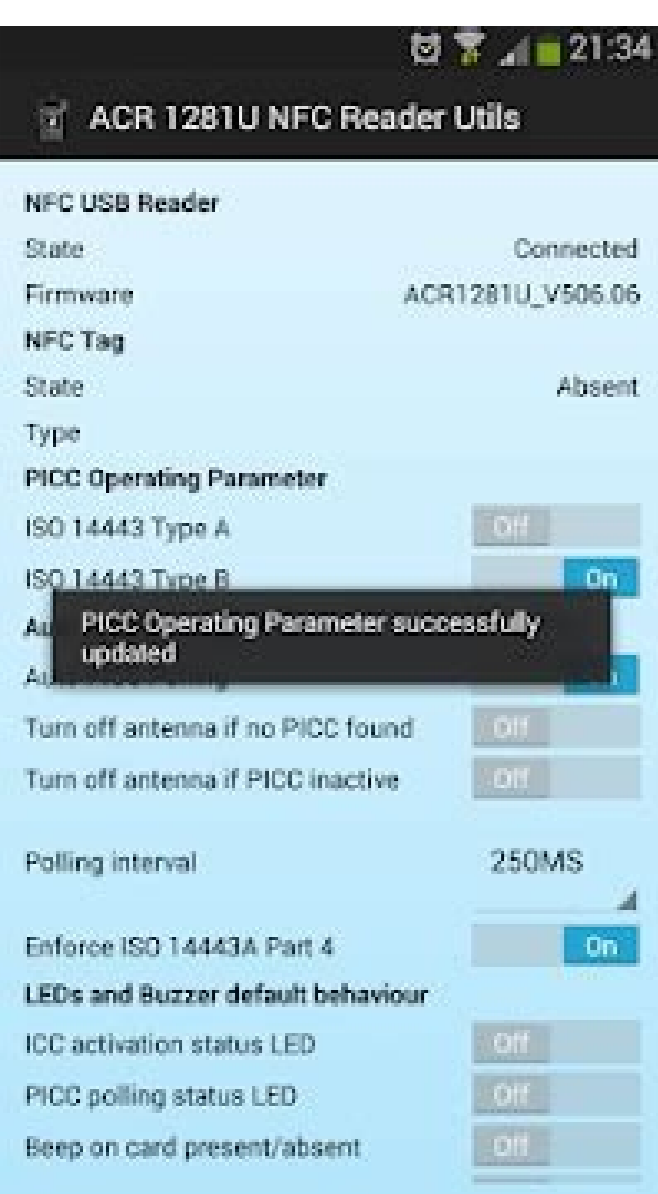 21:34
ACR 1281U NFC Reader Utils
NFC USB Reader
State Connected
Firmware ACR1281U_V506.06
NFC Tag
State Absent
Type
PICC Operating Parameter
ISO 14443 Type A Off
ISO 14443 Type B On
PICC Operating Parameter successfully
updated
Turn off antenna if no PICC found Off
Turn off antenna if PICC inactive Off
Polling interval 250MS
Enforce ISO 14443A Part 4 On
LEDs and Buzzer default behaviour
ICC activation status LED Off
PICC polling status LED Off
Beep on card present/absent Off